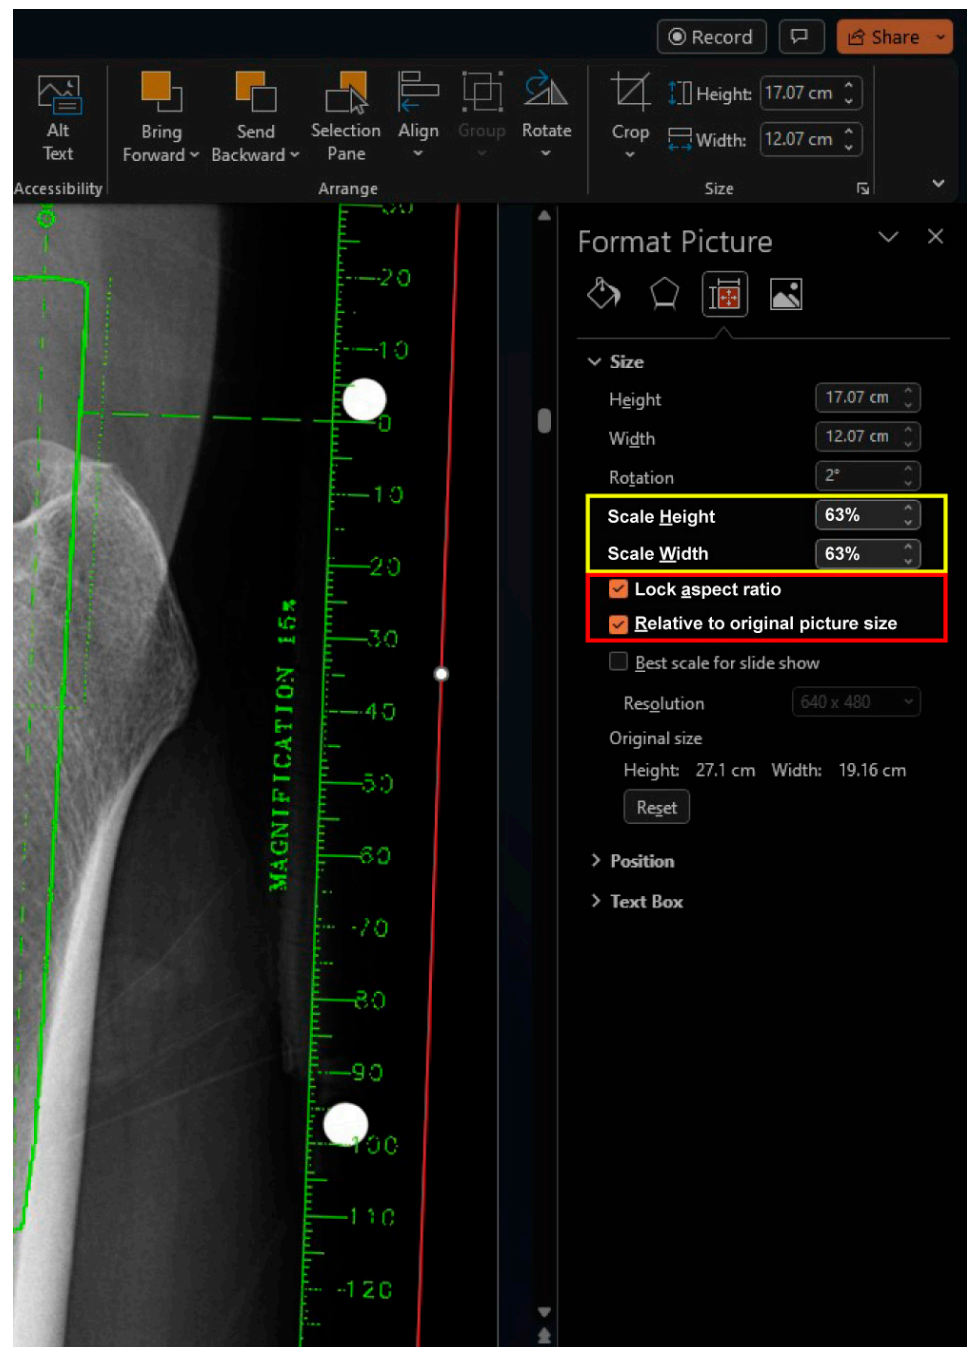 Record
Share
Alt
Text
Bring
Forward
Send
Backward
Selection
Pane
Align
Group
Rotate
Crop
Height: 17.07 cm
Width: 12.07 cm
Accessibility
Arrange
Size
Format Picture
Size
Height 17.07 cm
Width 12.07 cm
Rotation 2°
Scale Height 63%
Scale Width 63%
Lock aspect ratio
Relative to original picture size
Best scale for slide show
Resolution 640 x 480
Original size
Height: 27.1 cm Width: 19.16 cm
Reset
Position
Text Box
20
10
0
10
20
30
40
50
60
70
80
90
100
110
120
MAGNIFICATION 15%